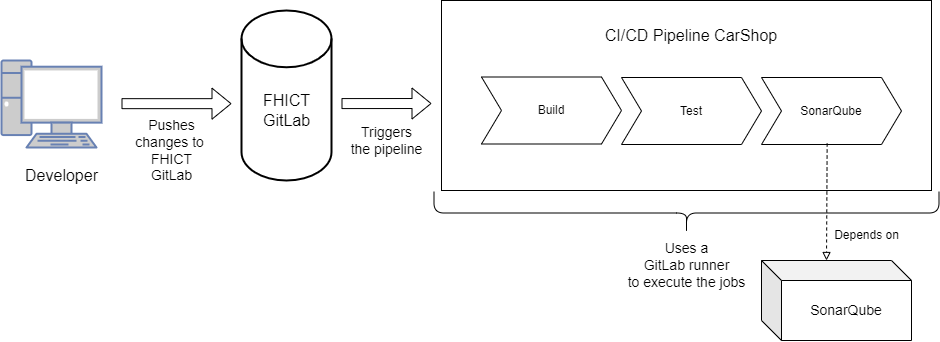 Developer
Pushes
changes to
FHICT
GitLab
FHICT
GitLab
Triggers
the pipeline
CI/CD Pipeline CarShop
Build
Test
SonarQube
Uses a
GitLab runner
to execute the jobs
Depends on
SonarQube